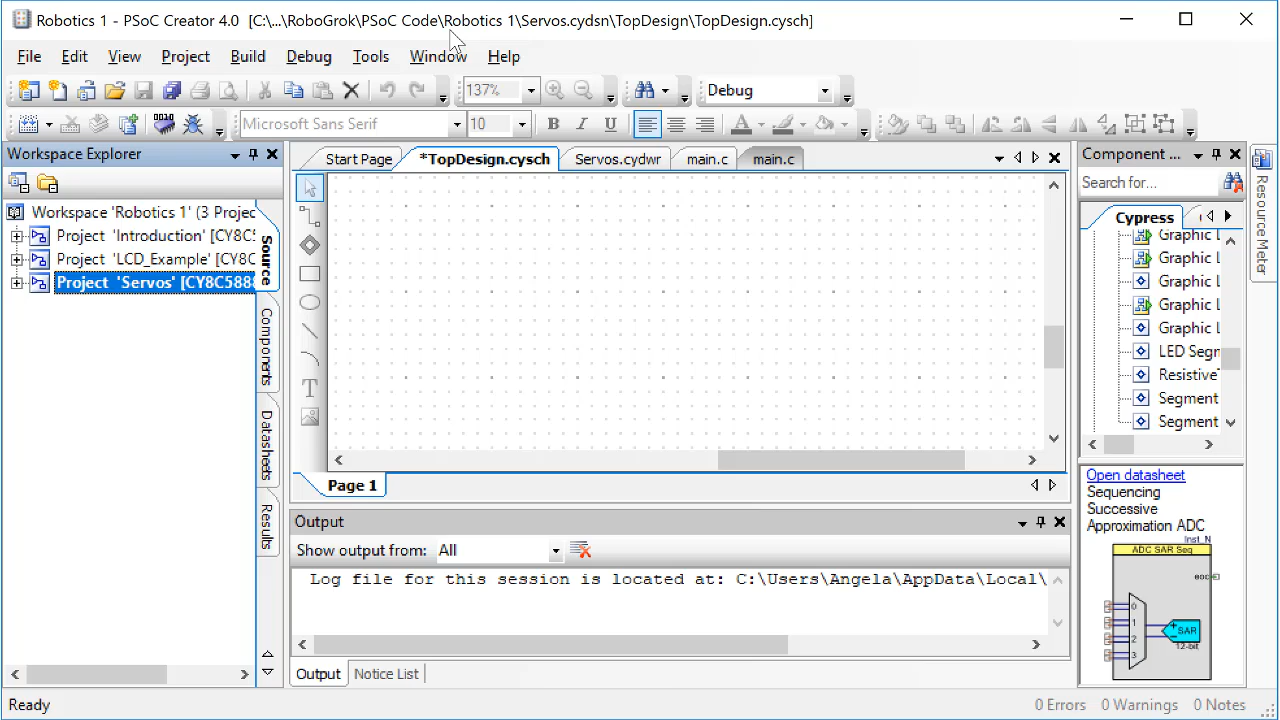 Robotics 1 - PSoC Creator 4.0 [C:\...\RoboGrok\PSoC Code\Robotics 1\Servos.cydsn\TopDesign\TopDesign.cysch]
File Edit View Project Build Debug Tools Window Help
137% Debug
Microsoft Sans Serif 10 B I U A
Workspace Explorer
Workspace 'Robotics 1' (3 Projec
Project 'Introduction' [CY8C5
Project 'LCD_Example' [CY8C
Project 'Servos' [CY8C588
Source
Components
Datasheets
Results
Start Page *TopDesign.cysch Servos.cydwr main.c main.c
T
Page 1
Output
Show output from: All
Log file for this session is located at: C:\Users\Angela\AppData\Local\
Output Notice List
Component ...
Search for...
Cypress
Graphic L
Graphic L
Graphic L
Graphic L
Graphic L
LED Segm
Resistive
Segment
Segment
Open datasheet
Sequencing
Successive
Approximation ADC
Inst_N
ADC SAR Seq
eoc
0
1
2
3
SAR
12-bit
Resource Meter
Ready 0 Errors 0 Warnings 0 Notes